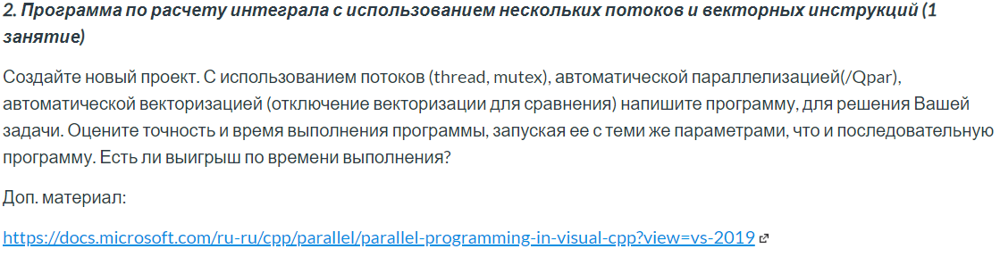 2. Программа по расчету интеграла с использованием нескольких потоков и векторных инструкций (1
занятие)
Создайте новый проект. С использованием потоков (thread, mutex), автоматической параллелизацией(/Qpar),
автоматической векторизацией (отключение векторизации для сравнения) напишите программу, для решения Вашей
задачи. Оцените точность и время выполнения программы, запуская ее с теми же параметрами, что и последовательную
программу. Есть ли выигрыш по времени выполнения?
Доп. материал:
https://docs.microsoft.com/ru-ru/cpp/parallel/parallel-programming-in-visual-cpp?view=vs-2019